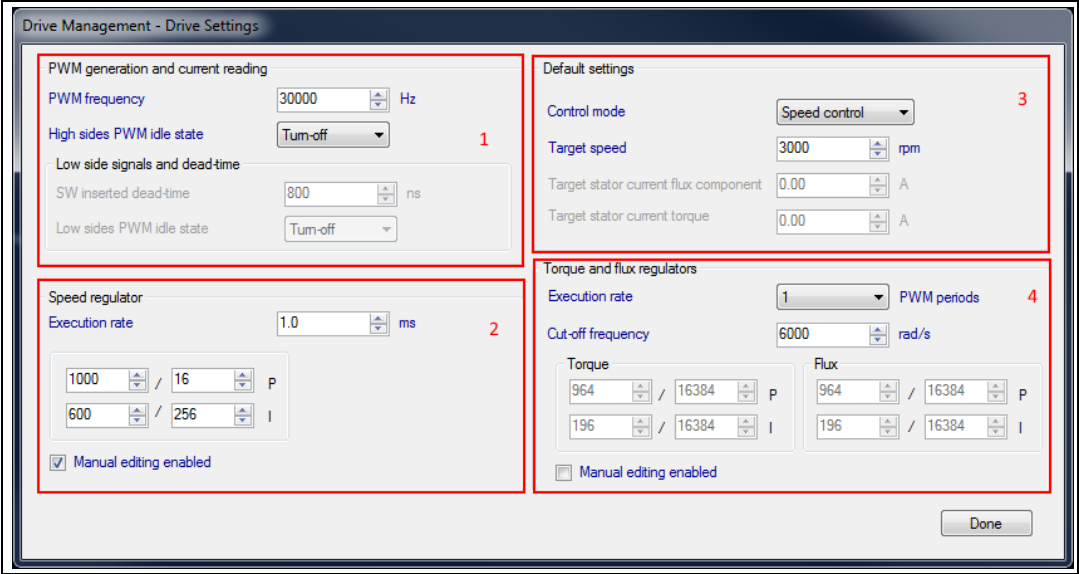 Drive Management - Drive Settings
PWM generation and current reading
PWM frequency 30000 Hz
High sides PWM idle state Turn-off
1
Low side signals and dead-time
SW inserted dead-time 800 ns
Low sides PWM idle state Turn-off
Speed regulator
Execution rate 1.0 ms
2
1000 / 16 P
600 / 256 I
Manual editing enabled
Default settings
3
Control mode Speed control
Target speed 3000 rpm
Target stator current flux component 0.00 A
Target stator current torque 0.00 A
Torque and flux regulators
Execution rate 1 PWM periods 4
Cut-off frequency 6000 rad/s
Torque
964 / 16384 P
196 / 16384 I
Flux
964 / 16384 P
196 / 16384 I
Manual editing enabled
Done